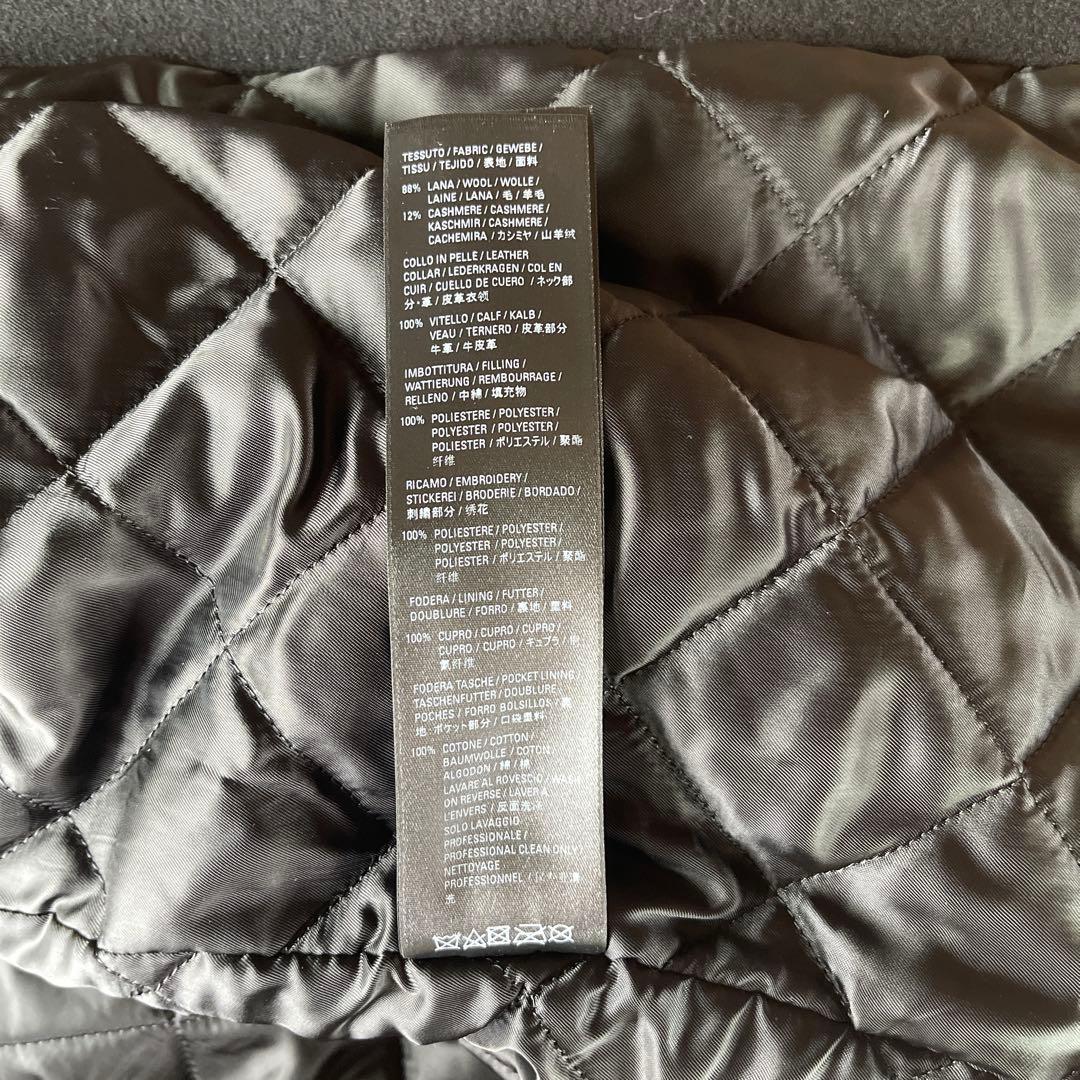 TESSUTO / FABRIC / GEWEBE /
TISSU / TEJIDO / 表地 / 面料
88% LANA / WOOL / WOLLE /
LAINE / LANA / 毛 / 羊毛
12% CASHMERE / CASHMERE /
KASCHMIR / CASHMERE /
CACHEMIRA / カシミヤ / 山羊绒
COLLO IN PELLE / LEATHER
COLLAR / LEDERKRAGEN / COL EN
CUIR / CUELLO DE CUERO / ネック部
分・革 / 皮革衣领
100% VITELLO / CALF / KALB /
VEAU / TERNERO / 皮革部分
牛革 / 牛皮革
IMBOTTITURA / FILLING /
WATTIERUNG / REMBOURRAGE /
RELLENO / 中綿 / 填充物
100% POLIESTERE / POLYESTER /
POLYESTER / POLYESTER /
POLIESTER / ポリエステル / 聚酯
纤维
RICAMO / EMBROIDERY /
STICKEREI / BRODERIE / BORDADO /
刺繍部分 / 绣花
100% POLIESTERE / POLYESTER /
POLYESTER / POLYESTER /
POLIESTER / ポリエステル / 聚酯
纤维
FODERA / LINING / FUTTER /
DOUBLURE / FORRO / 裏地 / 里料
100% CUPRO / CUPRO / CUPRO /
CUPRO / CUPRO / キュプラ / 铜
氨纤维
FODERA TASCHE / POCKET LINING
TASCHENFUTTER / DOUBLURE
POCHES / FORRO BOLSILLOS / 裏
地・ポケット部分 / 口袋里料
100% COTONE / COTTON /
BAUMWOLLE / COTON
ALGODON / 綿 / 棉
LAVARE AL ROVESCIO / WASH
ON REVERSE / LAVER A
L'ENVERS / 反面洗
SOLO LAVAGGIO
PROFESSIONALE /
PROFESSIONAL CLEAN ONLY /
NETTOYAGE
PROFESSIONNEL /